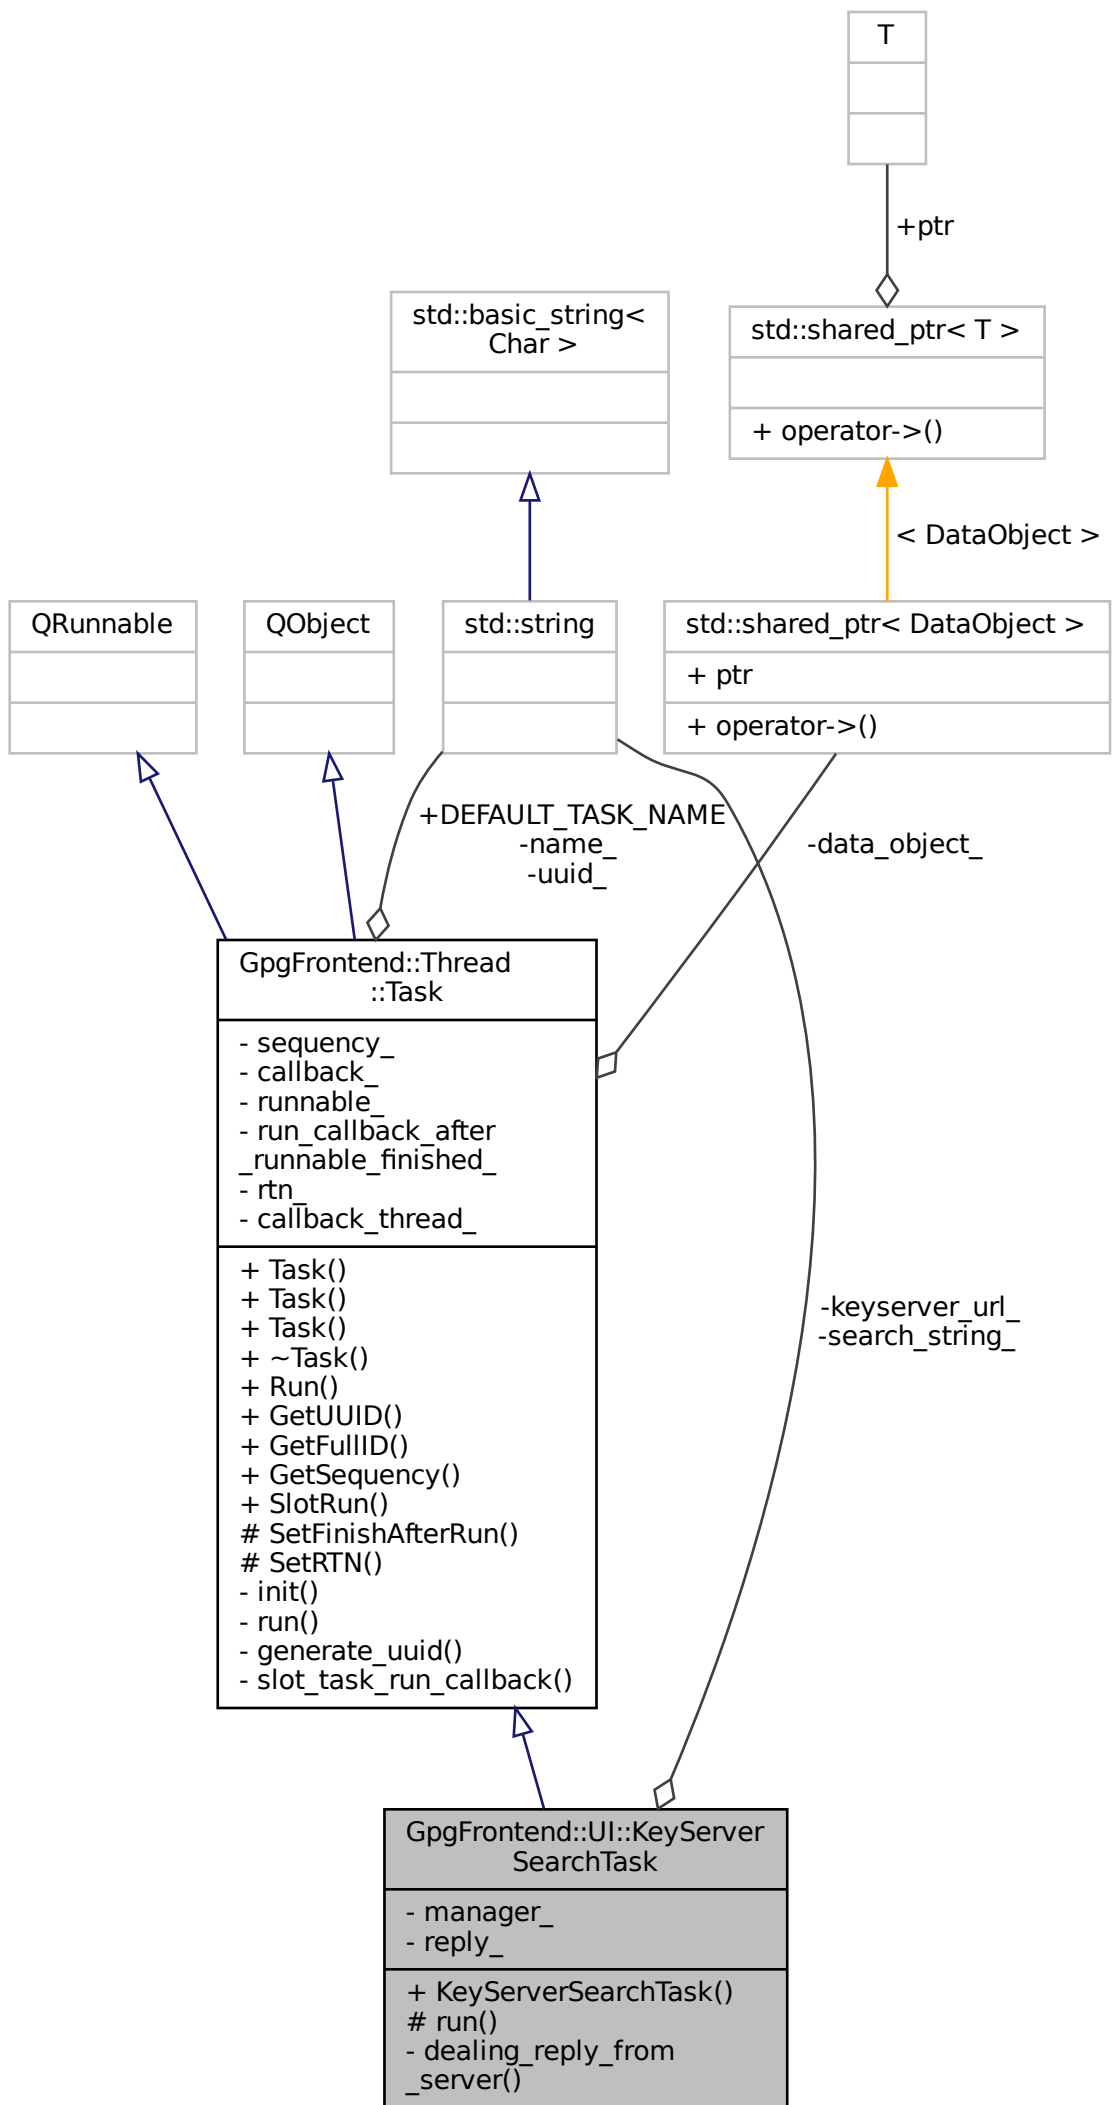 T
+ptr
std::basic_string<
Char >
std::shared_ptr< T >
+ operator->()
< DataObject >
QRunnable
QObject
std::string
std::shared_ptr< DataObject >
+ ptr
+ operator->()
+DEFAULT_TASK_NAME
-name_
-uuid_
-data_object_
GpgFrontend::Thread
::Task
- sequency_
- callback_
- runnable_
- run_callback_after
_runnable_finished_
- rtn_
- callback_thread_
+ Task()
+ Task()
+ Task()
+ ~Task()
+ Run()
+ GetUUID()
+ GetFullID()
+ GetSequency()
+ SlotRun()
# SetFinishAfterRun()
# SetRTN()
- init()
- run()
- generate_uuid()
- slot_task_run_callback()
-keyserver_url_
-search_string_
GpgFrontend::UI::KeyServer
SearchTask
- manager_
- reply_
+ KeyServerSearchTask()
# run()
- dealing_reply_from
_server()